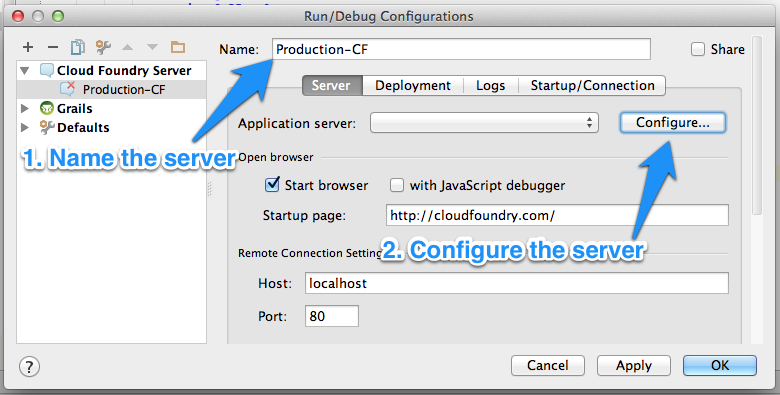 Run/Debug Configurations
Name: Production-CF Share
Cloud Foundry Server
Production-CF
Grails
Defaults
Server Deployment Logs Startup/Connection
Application server: Configure...
1. Name the server
Open browser
Start browser with JavaScript debugger
Startup page: http://cloudfoundry.com/
2. Configure the server
Remote Connection Setting
Host: localhost
Port: 80
? Cancel Apply OK